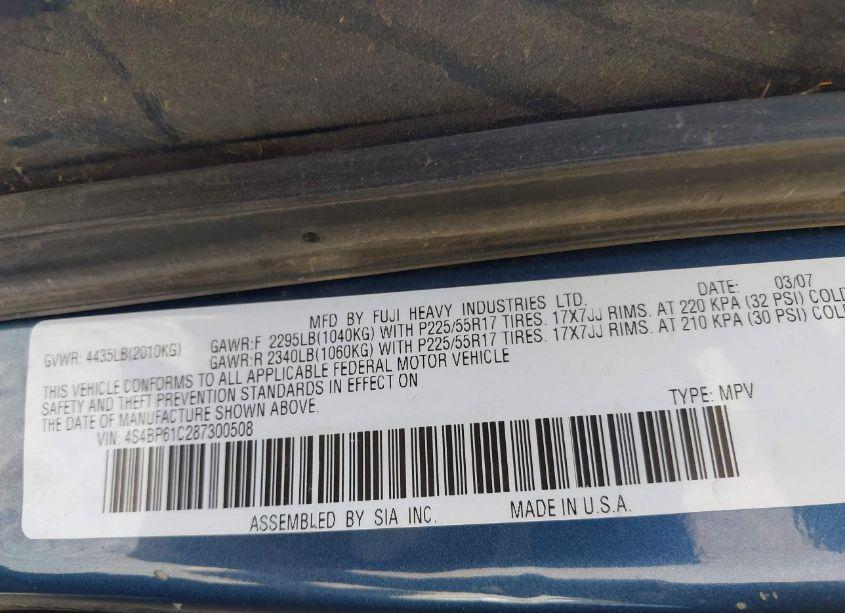 MFD BY FUJI HEAVY INDUSTRIES LTD. DATE: 03/07
GVWR: 4435LB(2010KG) GAWR:F 2295LB(1040KG) WITH P225/55R17 TIRES. 17X7JJ RIMS. AT 220 KPA (32 PSI) COLD
GAWR:R 2340LB(1060KG) WITH P225/55R17 TIRES. 17X7JJ RIMS. AT 210 KPA (30 PSI) COLD
THIS VEHICLE CONFORMS TO ALL APPLICABLE FEDERAL MOTOR VEHICLE
SAFETY AND THEFT PREVENTION STANDARDS IN EFFECT ON
THE DATE OF MANUFACTURE SHOWN ABOVE.
VIN: 4S4BP61C287300508 TYPE: MPV
ASSEMBLED BY SIA INC. MADE IN U.S.A.